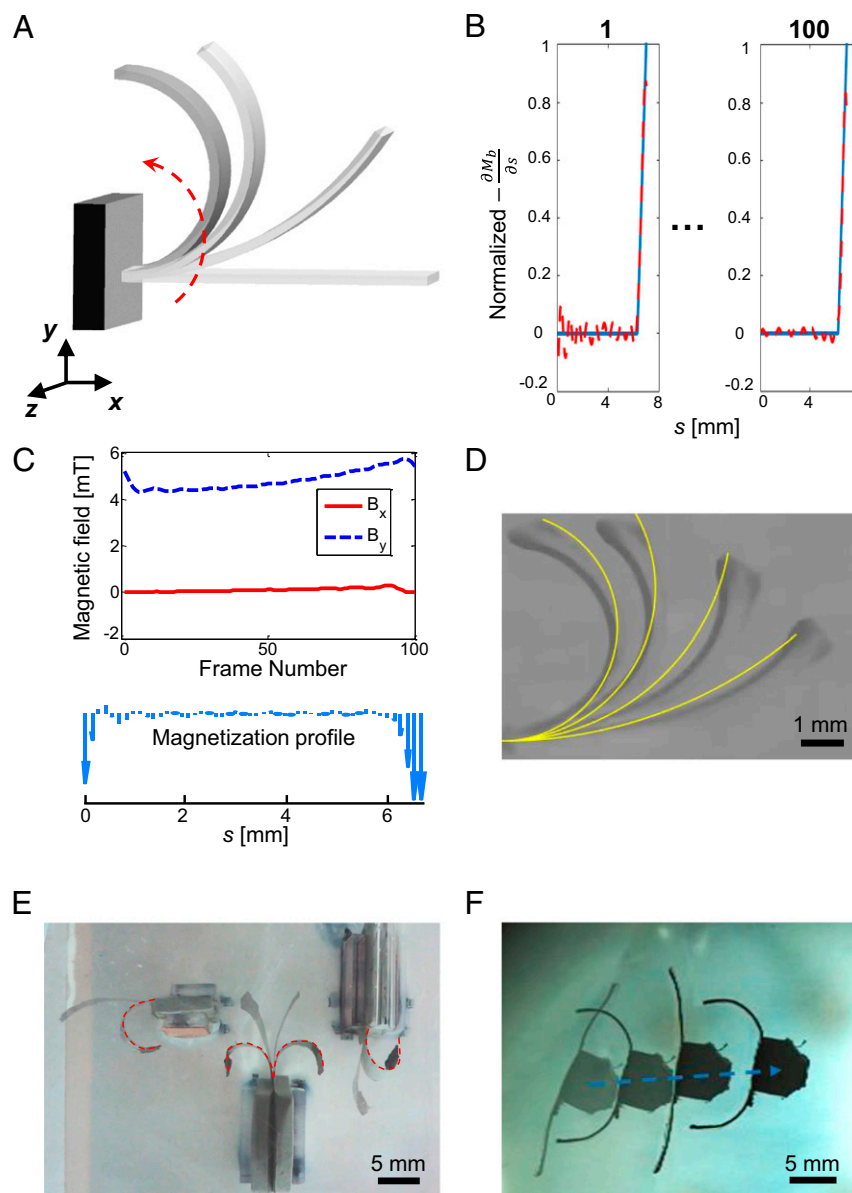 A
y
z
x
B
1
100
Normalized − ∂M_b/∂s
1
0.8
0.6
0.4
0.2
0
-0.2
0
4
8
...
1
0.8
0.6
0.4
0.2
0
-0.2
0
4
s [mm]
C
Magnetic field [mT]
6
4
2
0
-2
0
50
100
B_x
B_y
Frame Number
Magnetization profile
0
2
4
6
s [mm]
D
1 mm
E
5 mm
F
5 mm